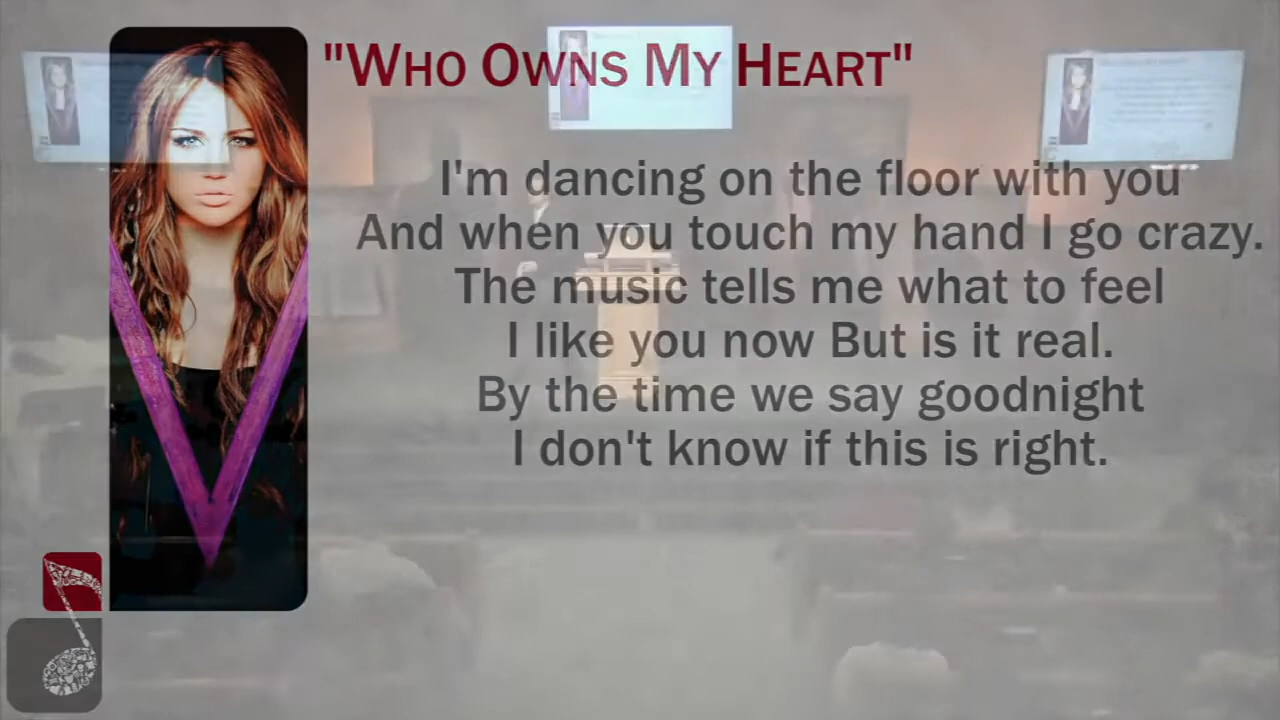 "Who Owns My Heart"
I'm dancing on the floor with you
And when you touch my hand I go crazy.
The music tells me what to feel
I like you now But is it real.
By the time we say goodnight
I don't know if this is right.